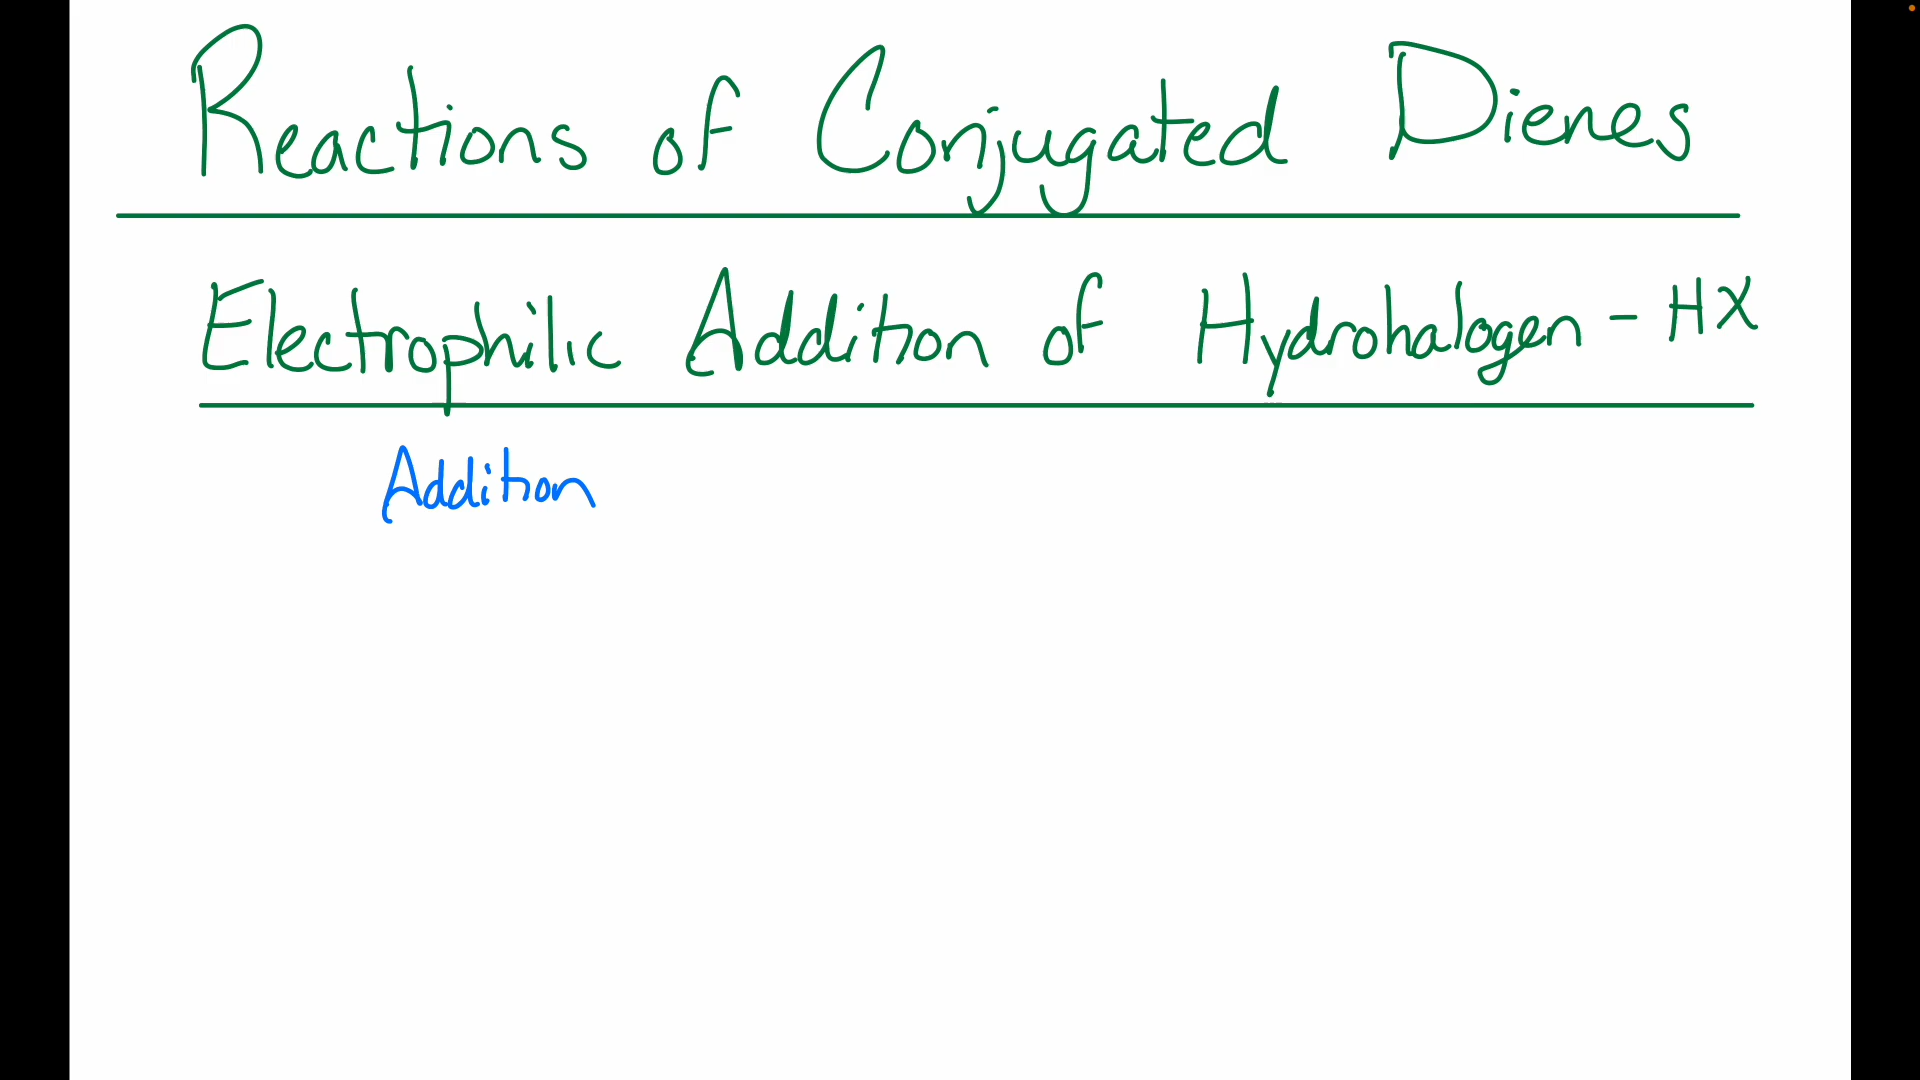 Reactions of Conjugated Dienes
Electrophilic Addition of Hydrohalogen - HX
Addition